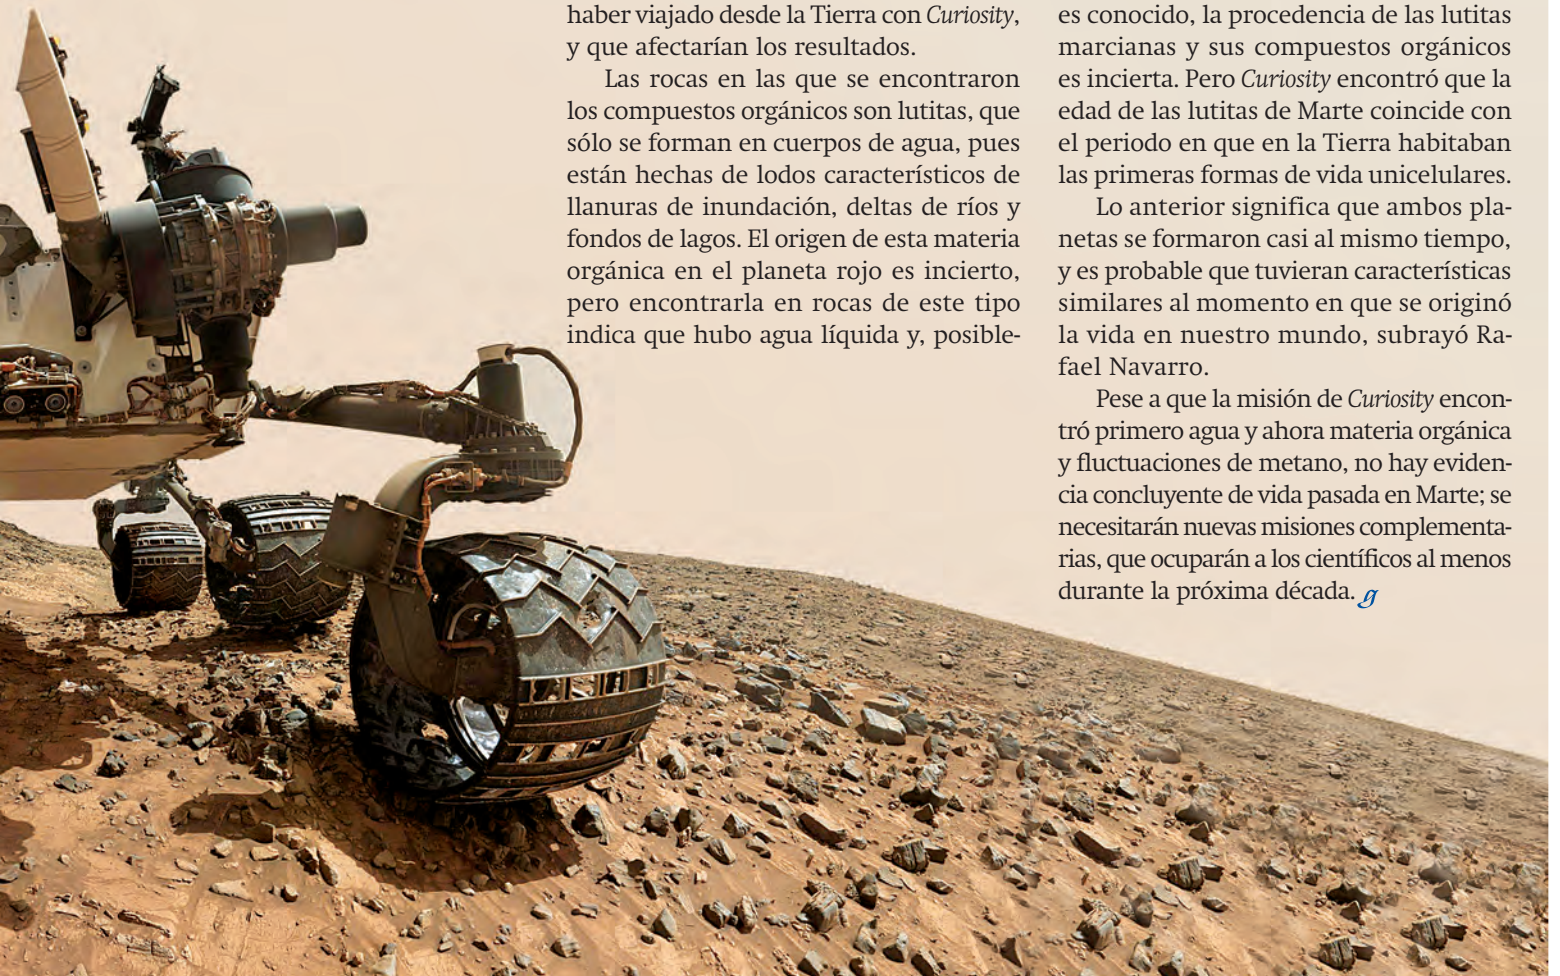 haber viajado desde la Tierra con Curiosity,
y que afectarían los resultados.
Las rocas en las que se encontraron
los compuestos orgánicos son lutitas, que
sólo se forman en cuerpos de agua, pues
están hechas de lodos característicos de
llanuras de inundación, deltas de ríos y
fondos de lagos. El origen de esta materia
orgánica en el planeta rojo es incierto,
pero encontrarla en rocas de este tipo
indica que hubo agua líquida y, posible-
es conocido, la procedencia de las lutitas
marcianas y sus compuestos orgánicos
es incierta. Pero Curiosity encontró que la
edad de las lutitas de Marte coincide con
el periodo en que en la Tierra habitaban
las primeras formas de vida unicelulares.
Lo anterior significa que ambos pla-
netas se formaron casi al mismo tiempo,
y es probable que tuvieran características
similares al momento en que se originó
la vida en nuestro mundo, subrayó Ra-
fael Navarro.
Pese a que la misión de Curiosity encon-
tró primero agua y ahora materia orgánica
y fluctuaciones de metano, no hay eviden-
cia concluyente de vida pasada en Marte; se
necesitarán nuevas misiones complementa-
rias, que ocuparán a los científicos al menos
durante la próxima década.